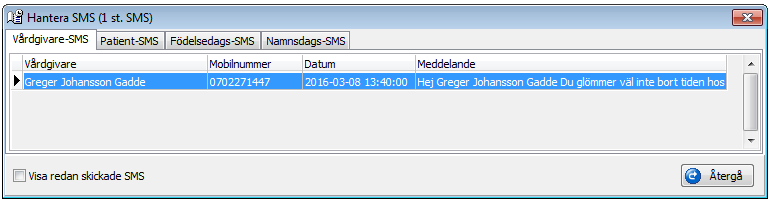 Hantera SMS (1 st. SMS)
Vårdgivare-SMS Patient-SMS Födelsedags-SMS Namnsdags-SMS
Vårdgivare Mobilnummer Datum Meddelande
Greger Johansson Gadde 0702271447 2016-03-08 13:40:00 Hej Greger Johansson Gadde Du glömmer väl inte bort tiden hos
Visa redan skickade SMS Återgå